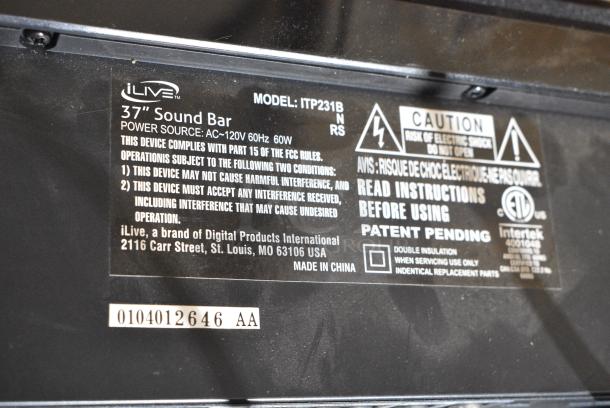 iLIVE™
37" Sound Bar
MODEL: ITP231B
N
RS
POWER SOURCE: AC~120V 60Hz 60W
THIS DEVICE COMPLIES WITH PART 15 OF THE FCC RULES.
OPERATIONIS SUBJECT TO THE FOLLOWING TWO CONDITIONS:
1) THIS DEVICE MAY NOT CAUSE HARMFUL INTERFERENCE, AND
2) THIS DEVICE MUST ACCEPT ANY INTERFERENCE RECEIVED,
INCLUDING INTERFERENCE THAT MAY CAUSE UNDESIRED
OPERATION.
iLive, a brand of Digital Products International
2116 Carr Street, St. Louis, MO 63106 USA
MADE IN CHINA
CAUTION
RISK OF ELECTRIC SHOCK
DO NOT OPEN
AVIS : RISQUE DE CHOC ÉLECTRIQUE-NE PAS OUVRIR.
READ INSTRUCTIONS
BEFORE USING
PATENT PENDING
DOUBLE INSULATION
WHEN SERVICING USE ONLY
INDENTICAL REPLACEMENT PARTS
C ETL US
Intertek
4001048
0104012646 AA